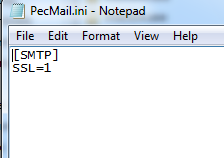 PecMail.ini - Notepad
File Edit Format View Help
[SMTP]
SSL=1